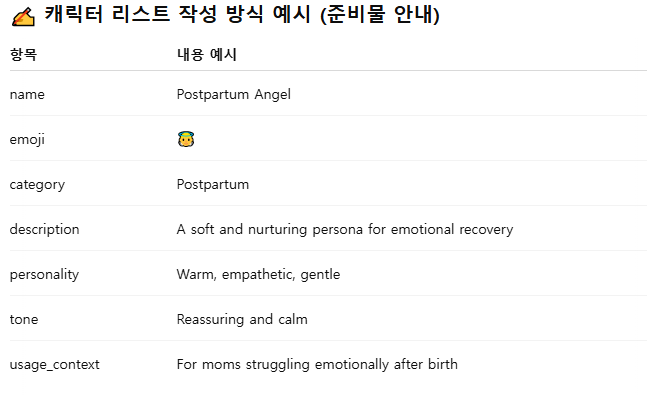 ✍️ 캐릭터 리스트 작성 방식 예시 (준비물 안내)
항목 내용 예시
name Postpartum Angel
emoji 👼
category Postpartum
description A soft and nurturing persona for emotional recovery
personality Warm, empathetic, gentle
tone Reassuring and calm
usage_context For moms struggling emotionally after birth